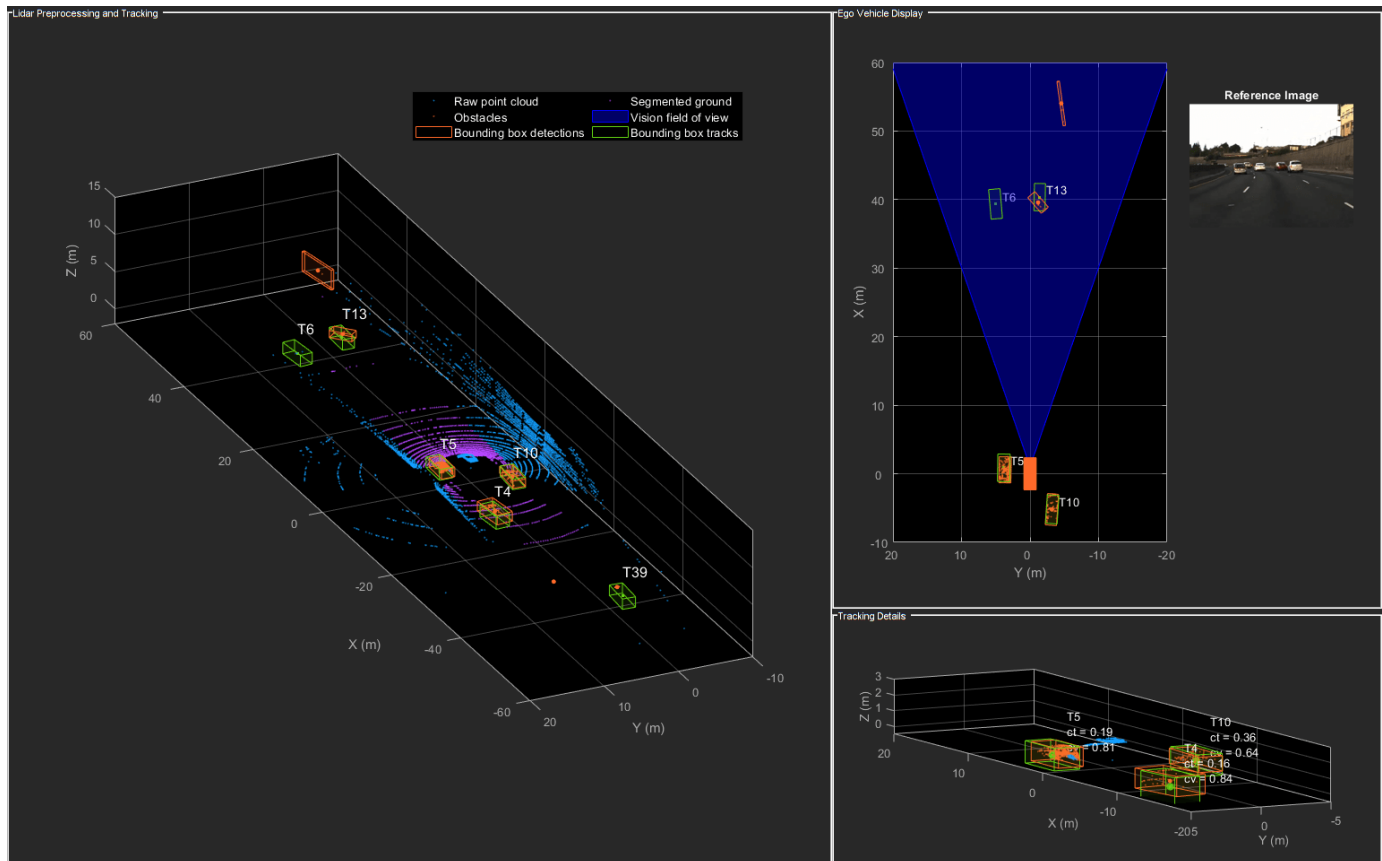 Lidar Preprocessing and Tracking
Raw point cloud
Segmented ground
Obstacles
Vision field of view
Bounding box detections
Bounding box tracks
15
10
5
0
Z (m)
60
40
20
0
-20
-40
-60
X (m)
20
10
0
-10
Y (m)
T6
T13
T5
T10
T4
T39
Ego Vehicle Display
60
50
40
30
20
10
0
-10
X (m)
20
10
0
-10
-20
Y (m)
T6
T13
T5
T10
Reference Image
Tracking Details
3
2
1
0
Z (m)
20
10
0
-10
-205
X (m)
0
-5
Y (m)
T5
ct = 0.19
= 0.81
T10
ct = 0.36
cv = 0.64
T4
ct = 0.16
cv = 0.84